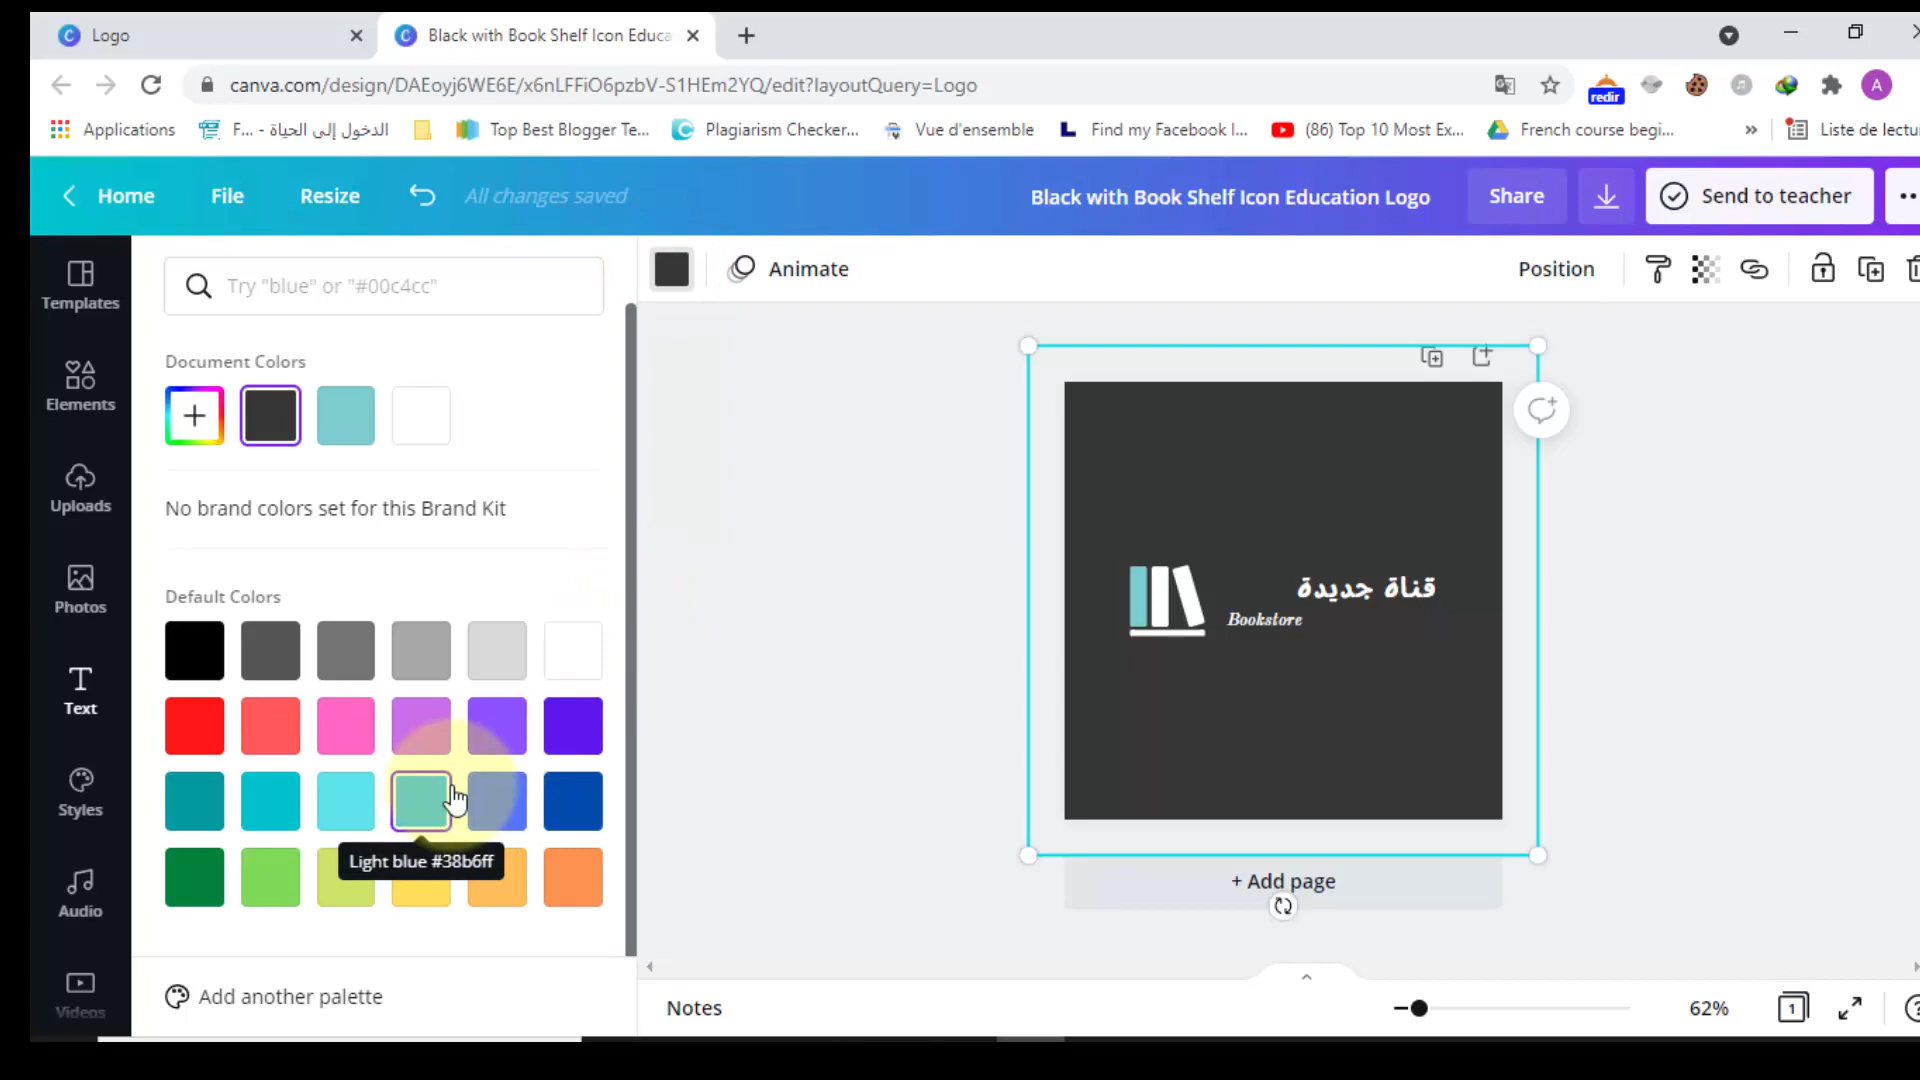 Logo
Black with Book Shelf Icon Educa
canva.com/design/DAEoyj6WE6E/x6nLFFiO6pzbV-S1HEm2YQ/edit?layoutQuery=Logo
redir
A
Applications
F... - الدخول إلى الحياة
Top Best Blogger Te...
Plagiarism Checker...
Vue d'ensemble
Find my Facebook I...
(86) Top 10 Most Ex...
French course begi...
»
Liste de lectu
Home
File
Resize
All changes saved
Black with Book Shelf Icon Education Logo
Share
Send to teacher
Templates
Elements
Uploads
Photos
Text
Styles
Audio
Videos
Try "blue" or "#00c4cc"
Document Colors
No brand colors set for this Brand Kit
Default Colors
Light blue #38b6ff
Add another palette
Animate
Position
قناة جديدة
Bookstore
+ Add page
Notes
62%
1